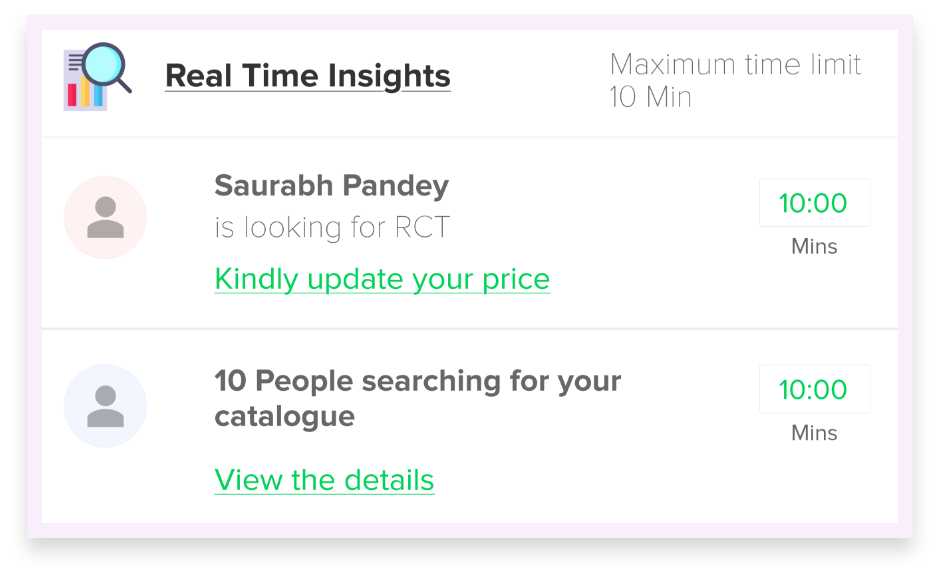 Real Time Insights
Maximum time limit
10 Min
Saurabh Pandey
is looking for RCT
Kindly update your price
10:00
Mins
10 People searching for your
catalogue
View the details
10:00
Mins